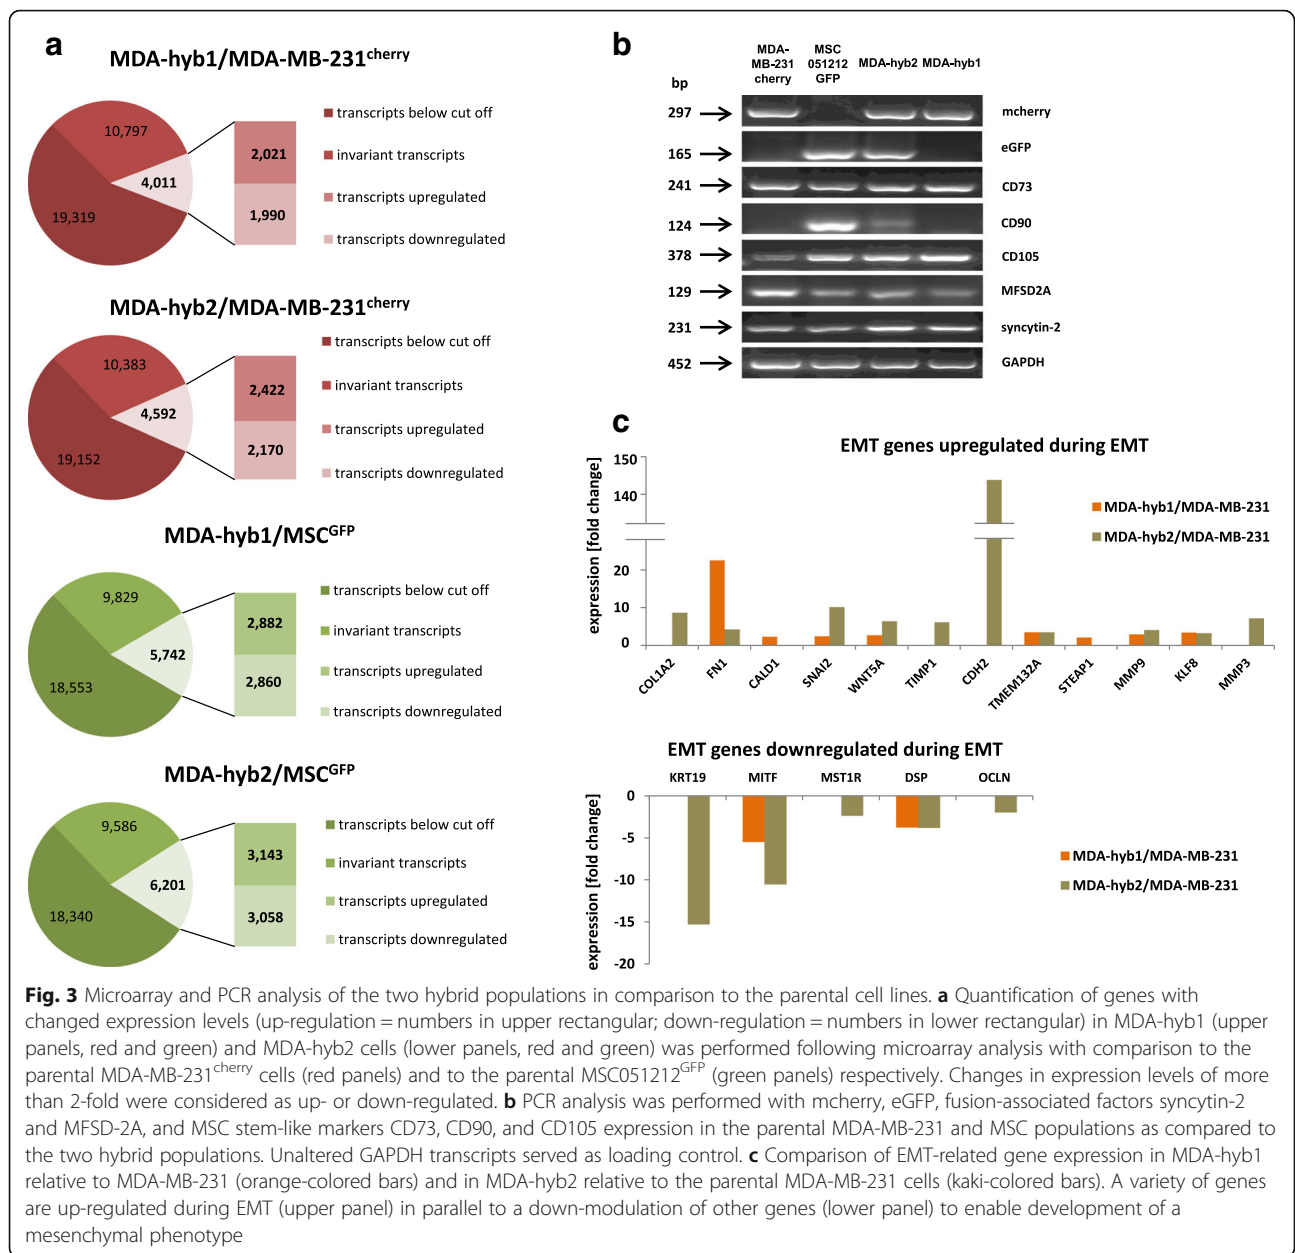 a
MDA-hyb1/MDA-MB-231cherry
10,797
4,011
19,319
2,021
1,990
transcripts below cut off
invariant transcripts
transcripts upregulated
transcripts downregulated
MDA-hyb2/MDA-MB-231cherry
10,383
4,592
19,152
2,422
2,170
transcripts below cut off
invariant transcripts
transcripts upregulated
transcripts downregulated
MDA-hyb1/MSCGFP
9,829
5,742
18,553
2,882
2,860
transcripts below cut off
invariant transcripts
transcripts upregulated
transcripts downregulated
MDA-hyb2/MSCGFP
9,586
6,201
18,340
3,143
3,058
transcripts below cut off
invariant transcripts
transcripts upregulated
transcripts downregulated
b
bp
MDA-
MB-231
cherry
MSC
051212
GFP
MDA-hyb2
MDA-hyb1
297 mcherry
165 eGFP
241 CD73
124 CD90
378 CD105
129 MFSD2A
231 syncytin-2
452 GAPDH
c
EMT genes upregulated during EMT
expression [fold change]
150
140
20
10
0
MDA-hyb1/MDA-MB-231
MDA-hyb2/MDA-MB-231
COL1A2
FN1
CALD1
SNAI2
WNT5A
TIMP1
CDH2
TMEM132A
STEAP1
MMP9
KLF8
MMP3
EMT genes downregulated during EMT
KRT19 MITF MST1R DSP OCLN
expression [fold change]
0
-5
-10
-15
-20
MDA-hyb1/MDA-MB-231
MDA-hyb2/MDA-MB-231
Fig. 3 Microarray and PCR analysis of the two hybrid populations in comparison to the parental cell lines. a Quantification of genes with
changed expression levels (up-regulation = numbers in upper rectangular; down-regulation = numbers in lower rectangular) in MDA-hyb1 (upper
panels, red and green) and MDA-hyb2 cells (lower panels, red and green) was performed following microarray analysis with comparison to the
parental MDA-MB-231cherry cells (red panels) and to the parental MSC051212GFP (green panels) respectively. Changes in expression levels of more
than 2-fold were considered as up- or down-regulated. b PCR analysis was performed with mcherry, eGFP, fusion-associated factors syncytin-2
and MFSD-2A, and MSC stem-like markers CD73, CD90, and CD105 expression in the parental MDA-MB-231 and MSC populations as compared to
the two hybrid populations. Unaltered GAPDH transcripts served as loading control. c Comparison of EMT-related gene expression in MDA-hyb1
relative to MDA-MB-231 (orange-colored bars) and in MDA-hyb2 relative to the parental MDA-MB-231 cells (kaki-colored bars). A variety of genes
are up-regulated during EMT (upper panel) in parallel to a down-modulation of other genes (lower panel) to enable development of a
mesenchymal phenotype